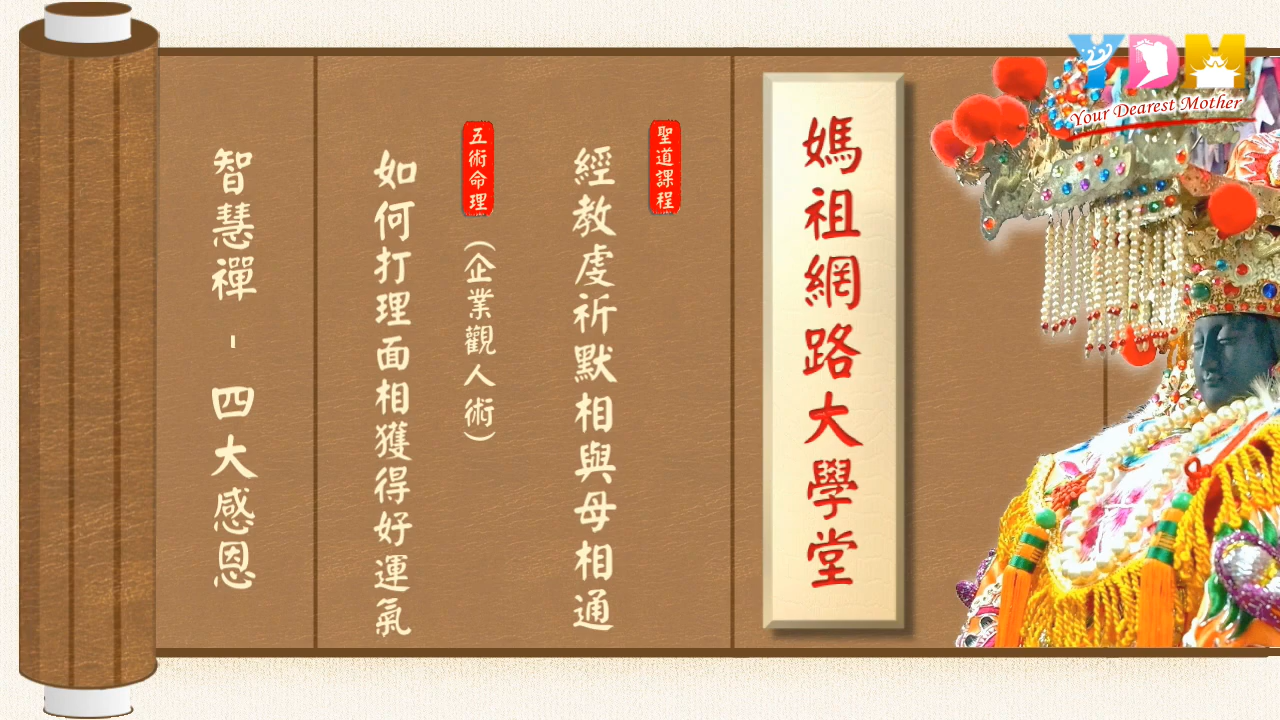 YDM
Your Dearest Mother
媽祖網路大學堂
聖道課程
經教虔祈默相與母相通
五術命理
(企業觀人術)
如何打理面相獲得好運氣
智慧禪 - 四大感恩